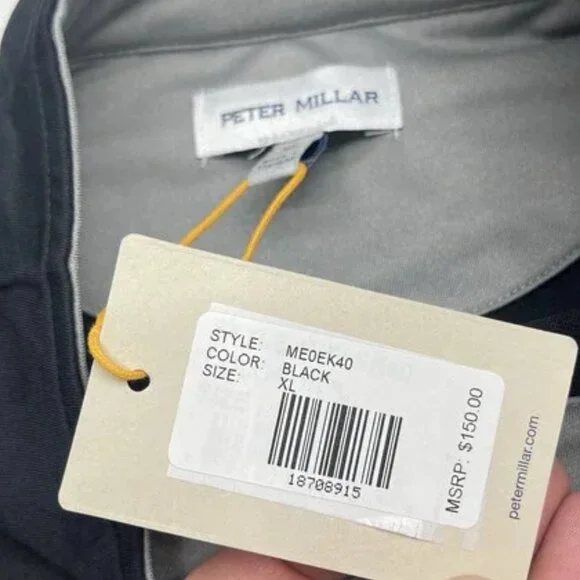 PETER MILLAR
STYLE: ME0EK40
COLOR: BLACK
SIZE: XL
18708915
MSRP: $150.00
petermillar.com